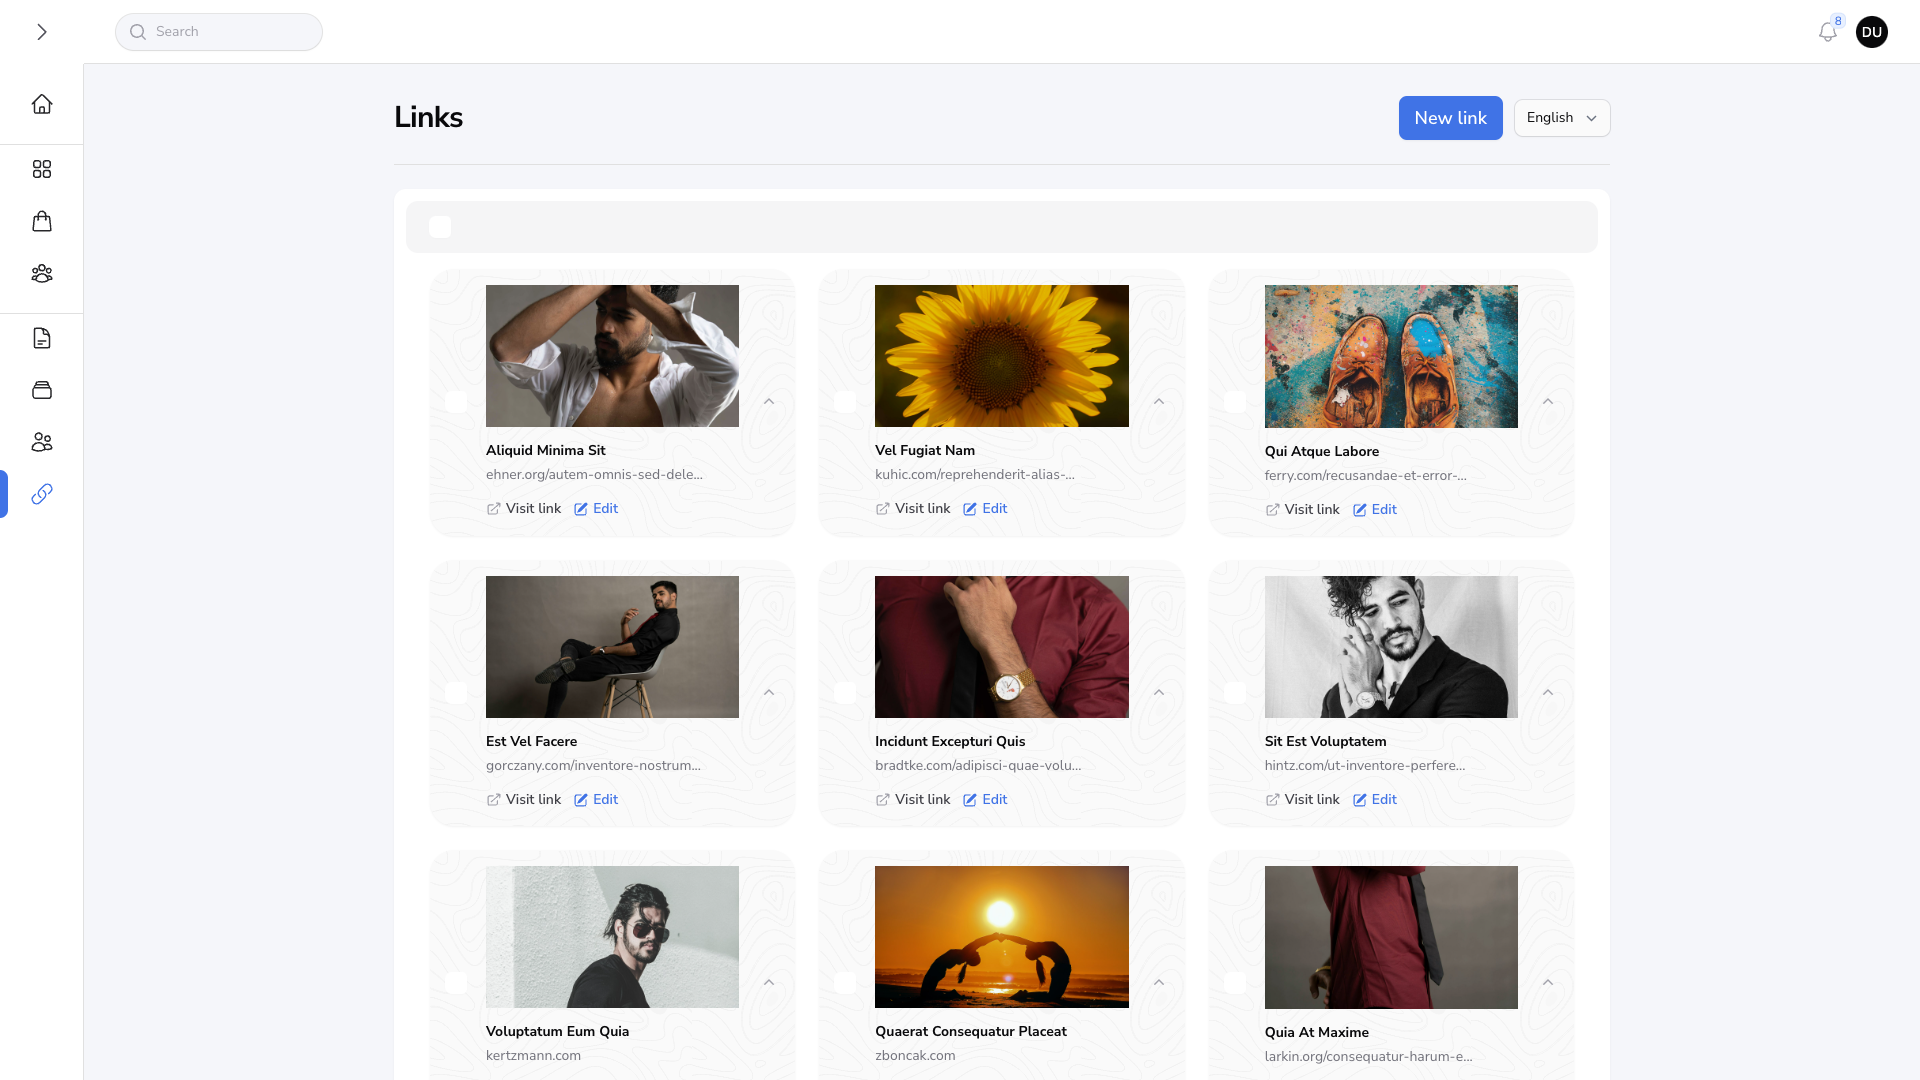 Search
8
DU
Links
New link
English
Aliquid Minima Sit
ehner.org/autem-omnis-sed-dele...
Visit link
Edit
Vel Fugiat Nam
kuhic.com/reprehenderit-alias-...
Visit link
Edit
Qui Atque Labore
ferry.com/recusandae-et-error-...
Visit link
Edit
Est Vel Facere
gorczany.com/inventore-nostrum...
Visit link
Edit
Incidunt Excepturi Quis
bradtke.com/adipisci-quae-volu...
Visit link
Edit
Sit Est Voluptatem
hintz.com/ut-inventore-perfere...
Visit link
Edit
Voluptatum Eum Quia
kertzmann.com
Quaerat Consequatur Placeat
zboncak.com
Quia At Maxime
larkin.org/consequatur-harum-e...